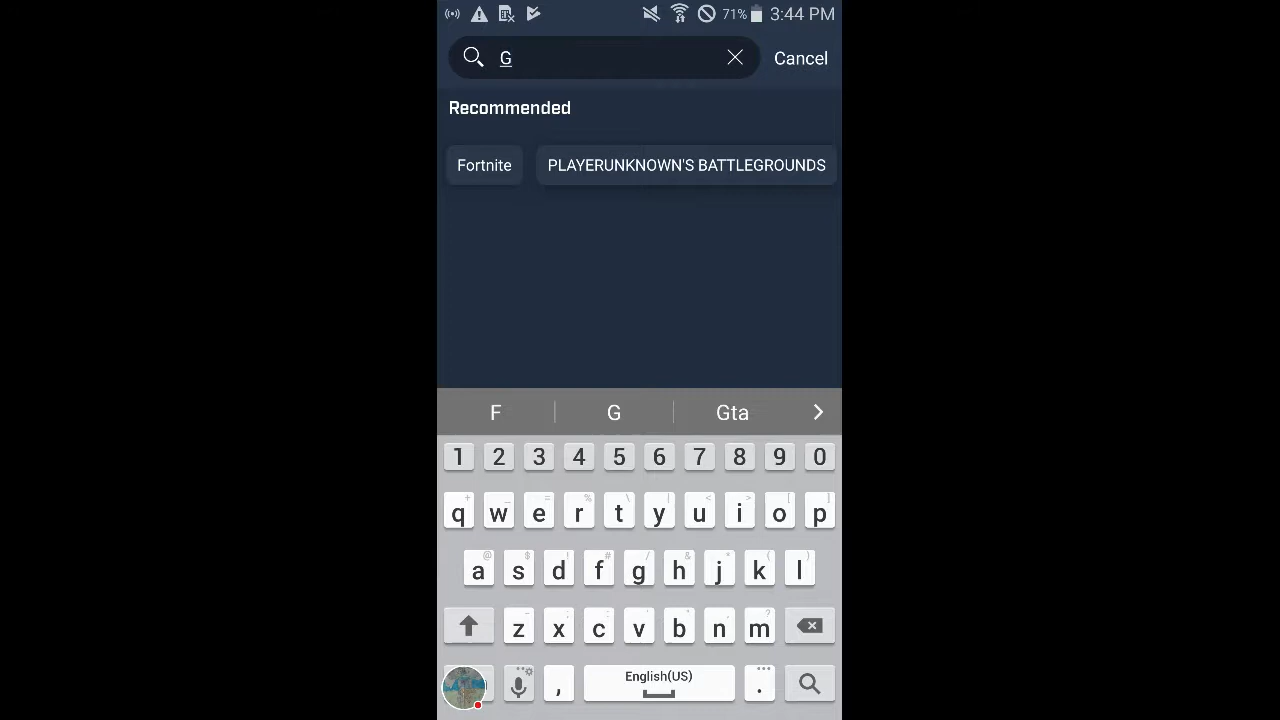 71% 3:44 PM
G Cancel
Recommended
Fortnite PLAYERUNKNOWN'S BATTLEGROUNDS
F G Gta
1 2 3 4 5 6 7 8 9 0
q w e r t y u i o p
a s d f g h j k l
z x c v b n m
, English(US) .